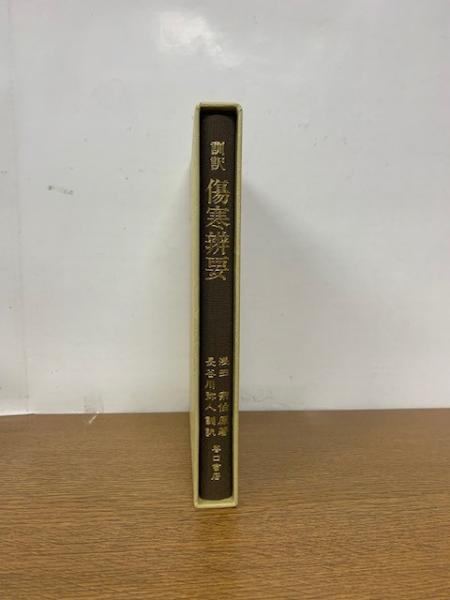 訓訳
傷寒辨要
浅田宗伯原著
長谷川弥人訓訳
谷口書店